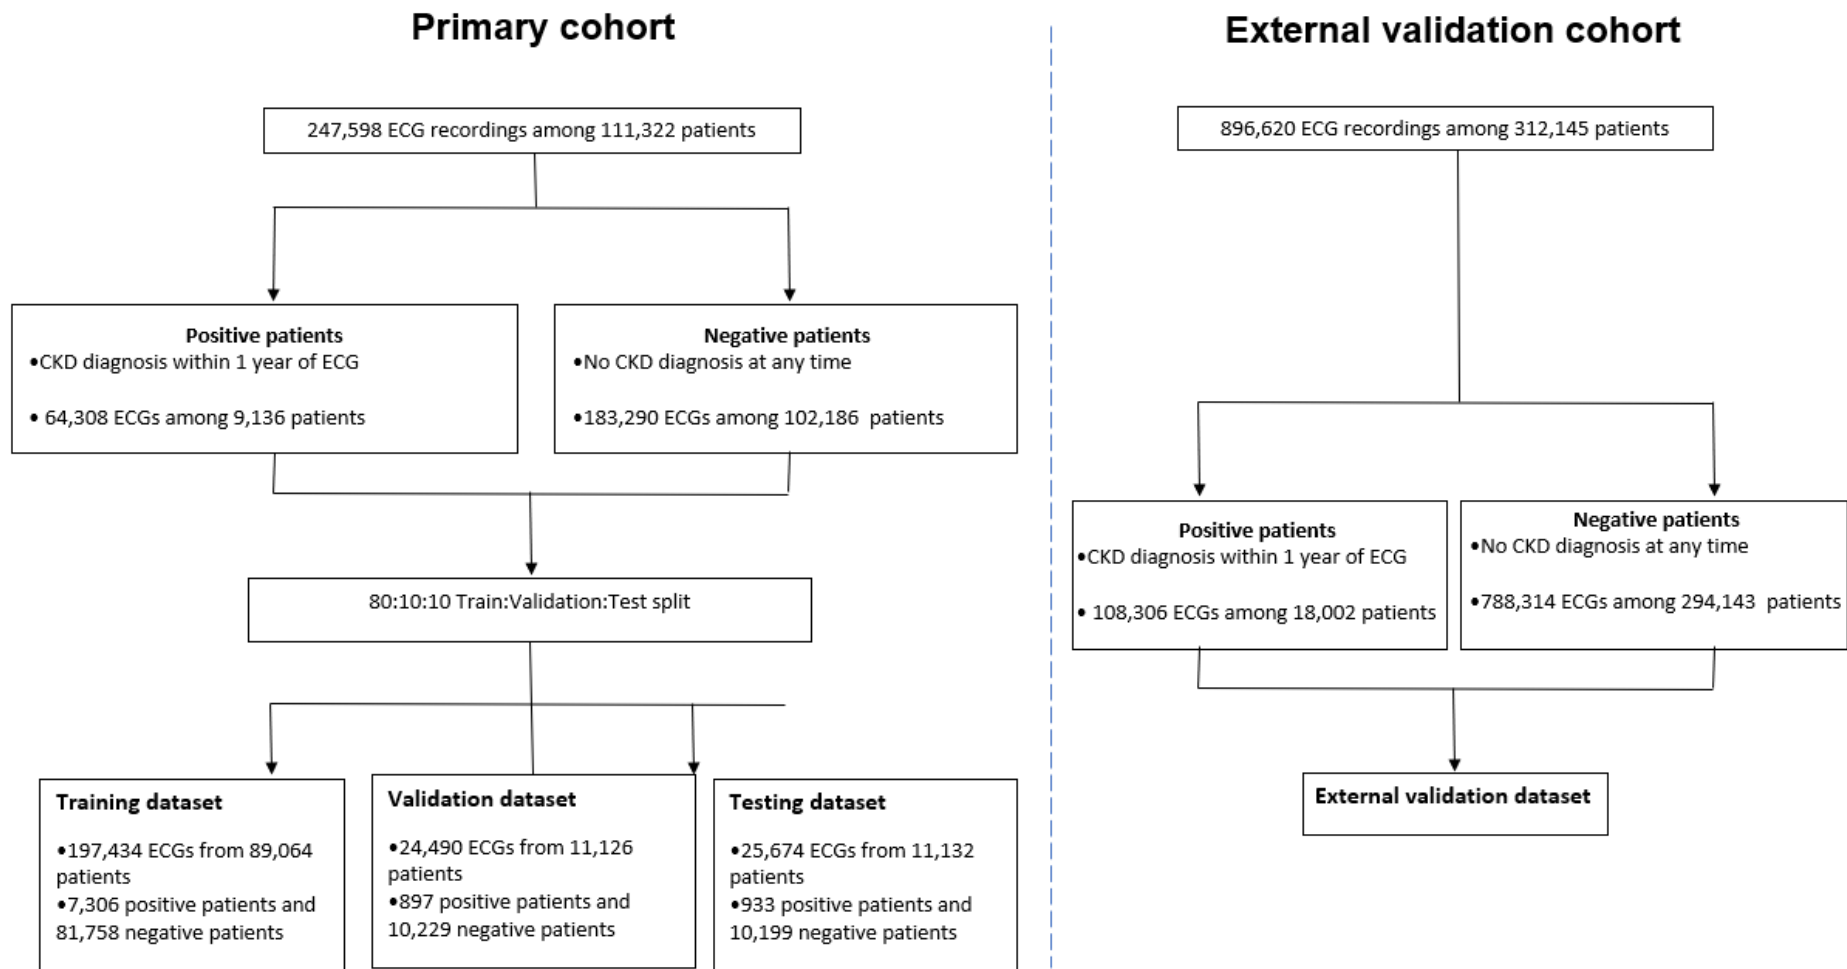 Primary cohort
247,598 ECG recordings among 111,322 patients
Positive patients
•CKD diagnosis within 1 year of ECG
• 64,308 ECGs among 9,136 patients
Negative patients
•No CKD diagnosis at any time
•183,290 ECGs among 102,186 patients
80:10:10 Train:Validation:Test split
Training dataset
•197,434 ECGs from 89,064
patients
•7,306 positive patients and
81,758 negative patients
Validation dataset
•24,490 ECGs from 11,126
patients
•897 positive patients and
10,229 negative patients
Testing dataset
•25,674 ECGs from 11,132
patients
•933 positive patients and
10,199 negative patients
External validation cohort
896,620 ECG recordings among 312,145 patients
Positive patients
•CKD diagnosis within 1 year of ECG
• 108,306 ECGs among 18,002 patients
Negative patients
•No CKD diagnosis at any time
•788,314 ECGs among 294,143 patients
External validation dataset